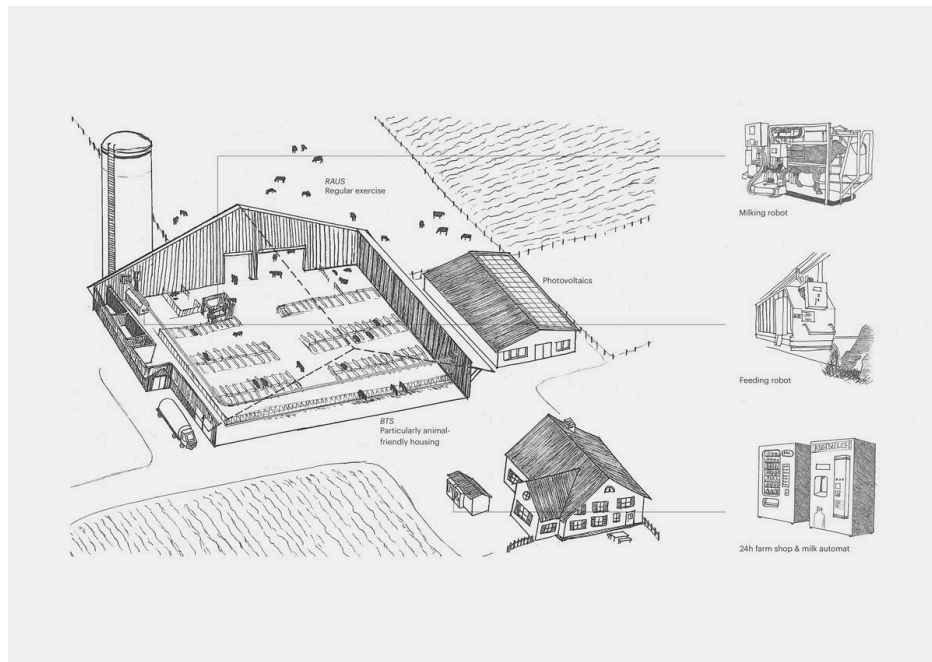 RAUS
Regular exercise
Milking robot
Photovoltaics
Feeding robot
BTS
Particularly animal-
friendly housing
24h farm shop & milk automat